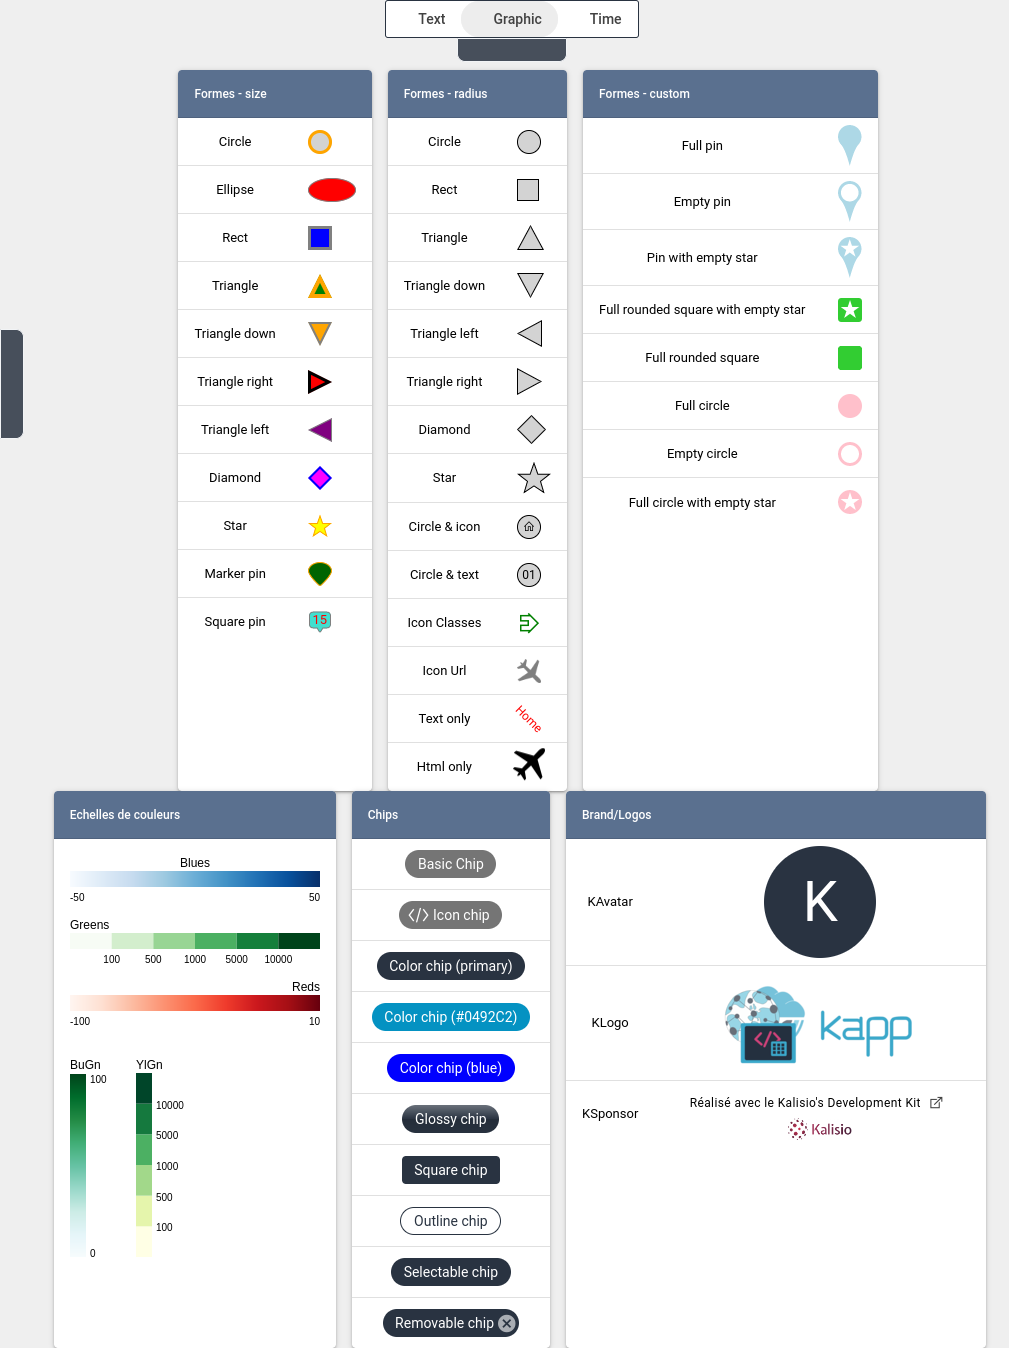 Text Graphic Time
Formes - size
Circle
Ellipse
Rect
Triangle
Triangle down
Triangle right
Triangle left
Diamond
Star
Marker pin
Square pin 15
Formes - radius
Circle
Rect
Triangle
Triangle down
Triangle left
Triangle right
Diamond
Star
Circle & icon
Circle & text 01
Icon Classes
Icon Url
Text only Home
Html only
Formes - custom
Full pin
Empty pin
Pin with empty star
Full rounded square with empty star
Full rounded square
Full circle
Empty circle
Full circle with empty star
Echelles de couleurs
Blues
-50 50
Greens
100 500 1000 5000 10000
Reds
-100 10
BuGn
100
0
YlGn
10000
5000
1000
500
100
Chips
Basic Chip
</> Icon chip
Color chip (primary)
Color chip (#0492C2)
Color chip (blue)
Glossy chip
Square chip
Outline chip
Selectable chip
Removable chip
Brand/Logos
KAvatar K
KLogo </> kapp
KSponsor
Réalisé avec le Kalisio's Development Kit
Kalisio